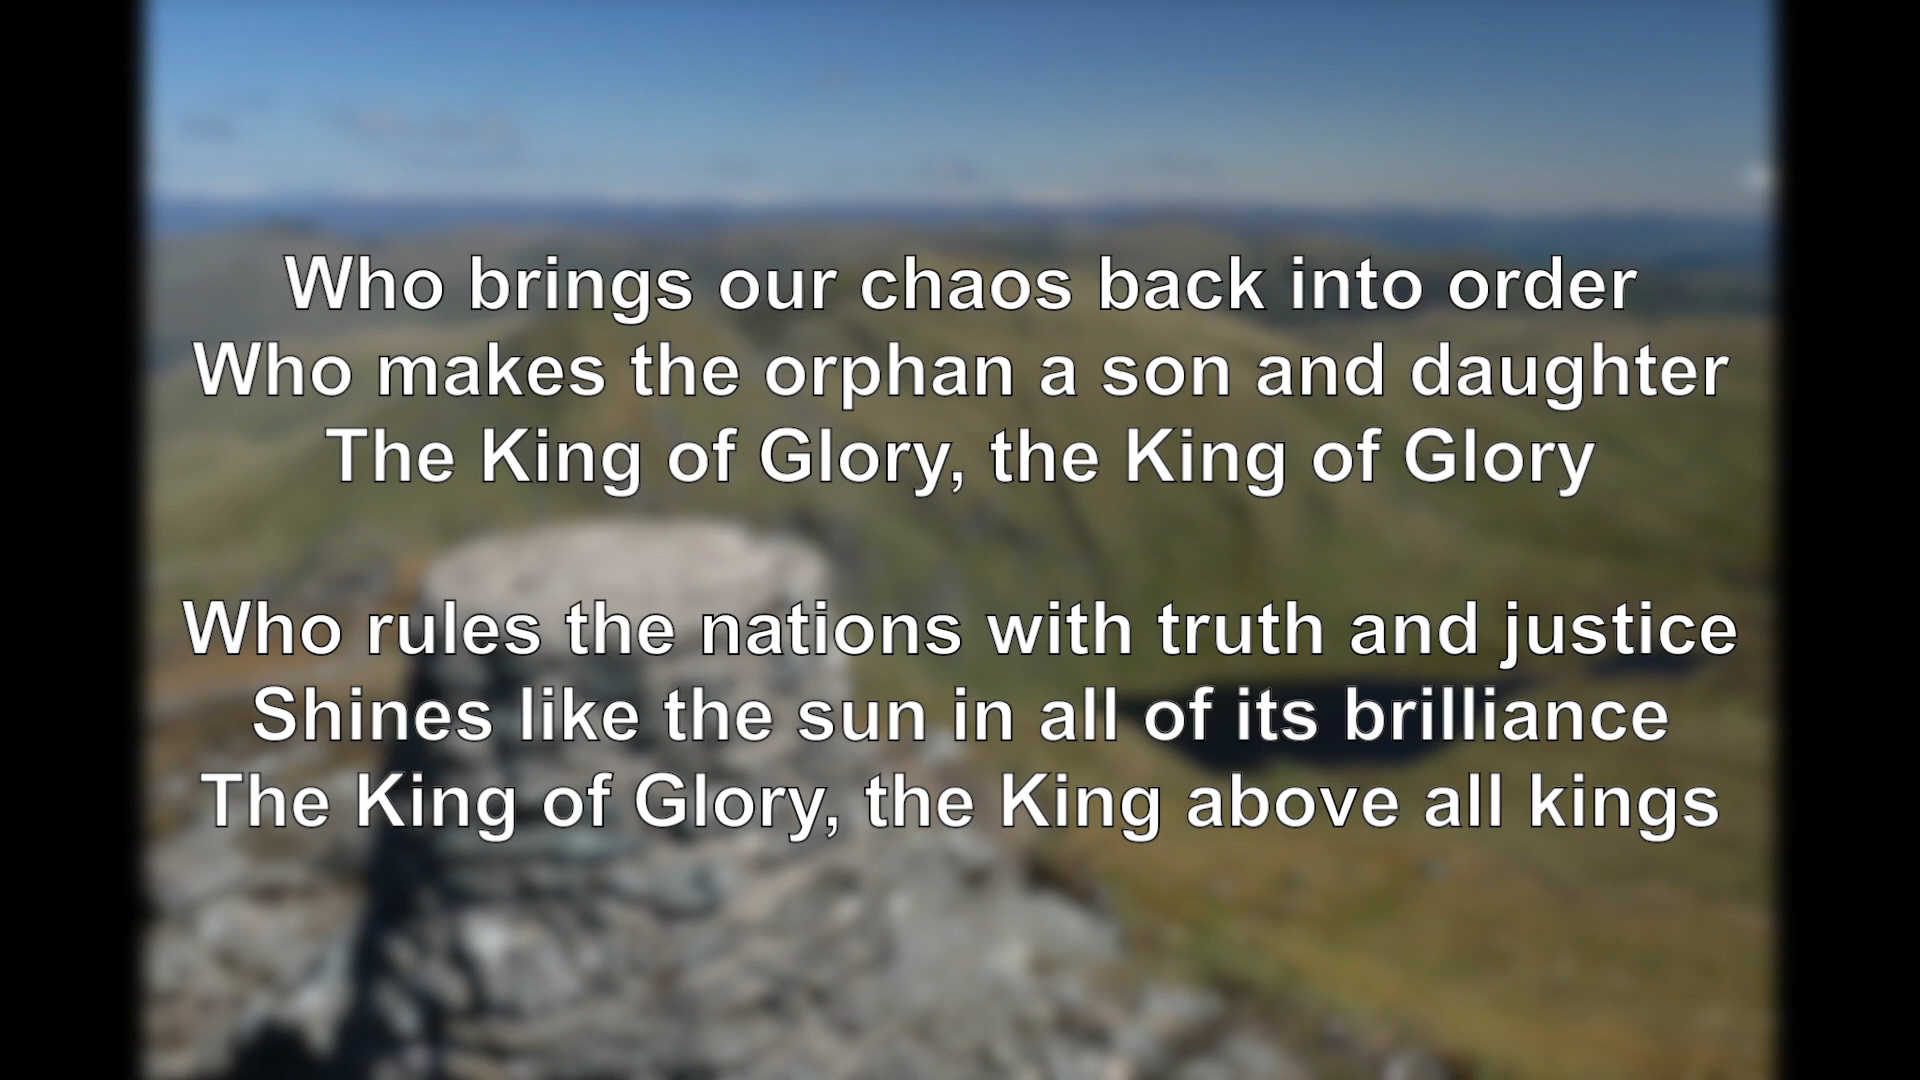 Who brings our chaos back into order
Who makes the orphan a son and daughter
The King of Glory, the King of Glory
Who rules the nations with truth and justice
Shines like the sun in all of its brilliance
The King of Glory, the King above all kings